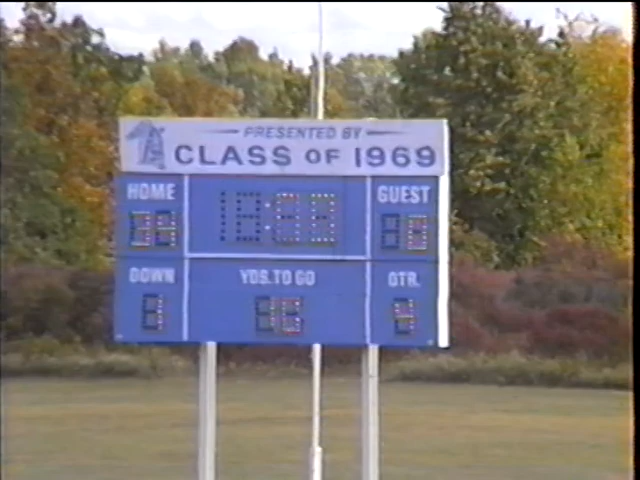 PRESENTED BY
CLASS OF 1969
HOME
GUEST
DOWN
YDS. TO GO
QTR.